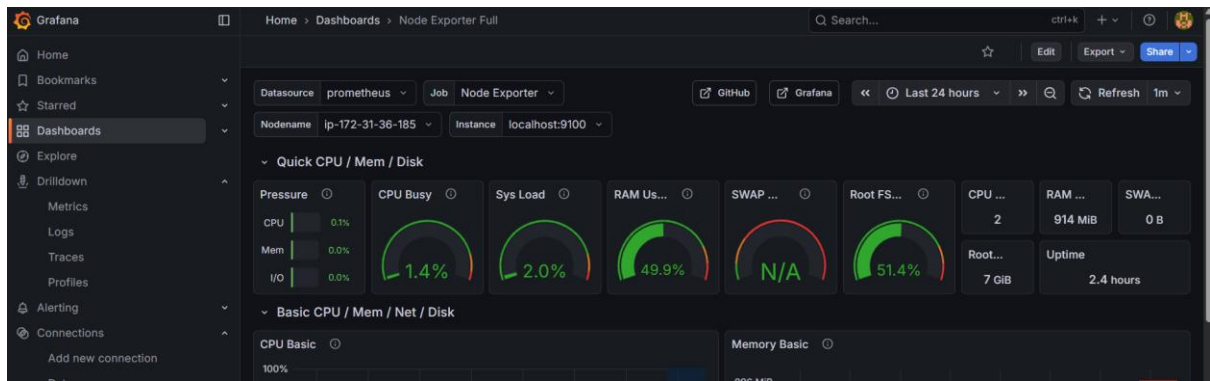 Grafana
Home > Dashboards > Node Exporter Full
Search...
ctrl+k
Home
Bookmarks
Starred
Dashboards
Explore
Drilldown
Metrics
Logs
Traces
Profiles
Alerting
Connections
Add new connection
Edit
Export
Share
Datasource prometheus
Job Node Exporter
GitHub
Grafana
Last 24 hours
Refresh 1m
Nodename ip-172-31-36-185
Instance localhost:9100
Quick CPU / Mem / Disk
Pressure
CPU 0.1%
Mem 0.0%
I/O 0.0%
CPU Busy
1.4%
Sys Load
2.0%
RAM Us...
49.9%
SWAP ...
N/A
Root FS...
51.4%
CPU ...
2
RAM ...
914 MiB
SWA...
0 B
Root...
7 GiB
Uptime
2.4 hours
Basic CPU / Mem / Net / Disk
CPU Basic
100%
Memory Basic